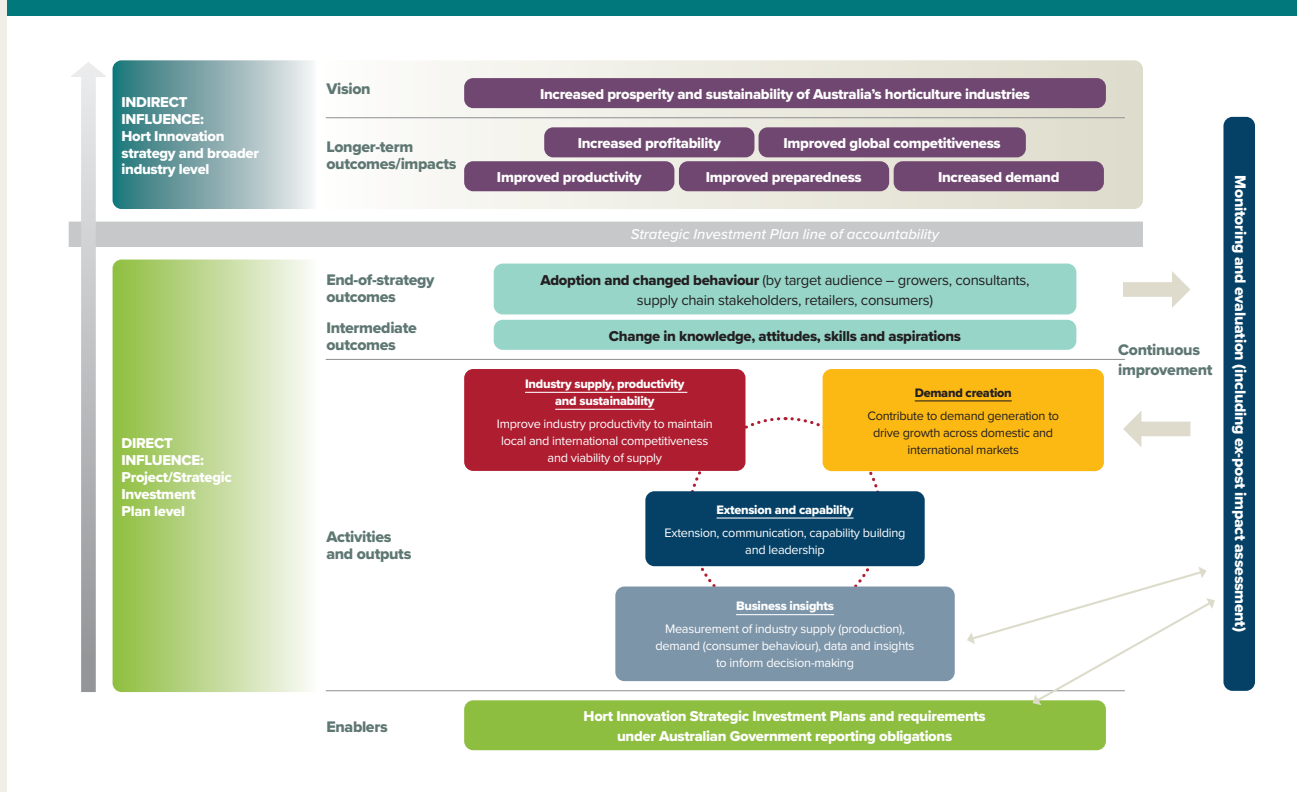 INDIRECT
INFLUENCE:
Hort Innovation
strategy and broader
industry level
Vision
Increased prosperity and sustainability of Australia’s horticulture industries
Longer-term
outcomes/impacts
Increased profitability
Improved global competitiveness
Improved productivity
Improved preparedness
Increased demand
Strategic Investment Plan line of accountability
DIRECT
INFLUENCE:
Project/Strategic
Investment
Plan level
End-of-strategy
outcomes
Adoption and changed behaviour (by target audience – growers, consultants,
supply chain stakeholders, retailers, consumers)
Intermediate
outcomes
Change in knowledge, attitudes, skills and aspirations
Activities
and outputs
Industry supply, productivity
and sustainability
Improve industry productivity to maintain
local and international competitiveness
and viability of supply
Demand creation
Contribute to demand generation to
drive growth across domestic and
international markets
Extension and capability
Extension, communication, capability building
and leadership
Business insights
Measurement of industry supply (production),
demand (consumer behaviour), data and insights
to inform decision-making
Enablers
Hort Innovation Strategic Investment Plans and requirements
under Australian Government reporting obligations
Continuous
improvement
Monitoring and evaluation (including ex-post impact assessment)